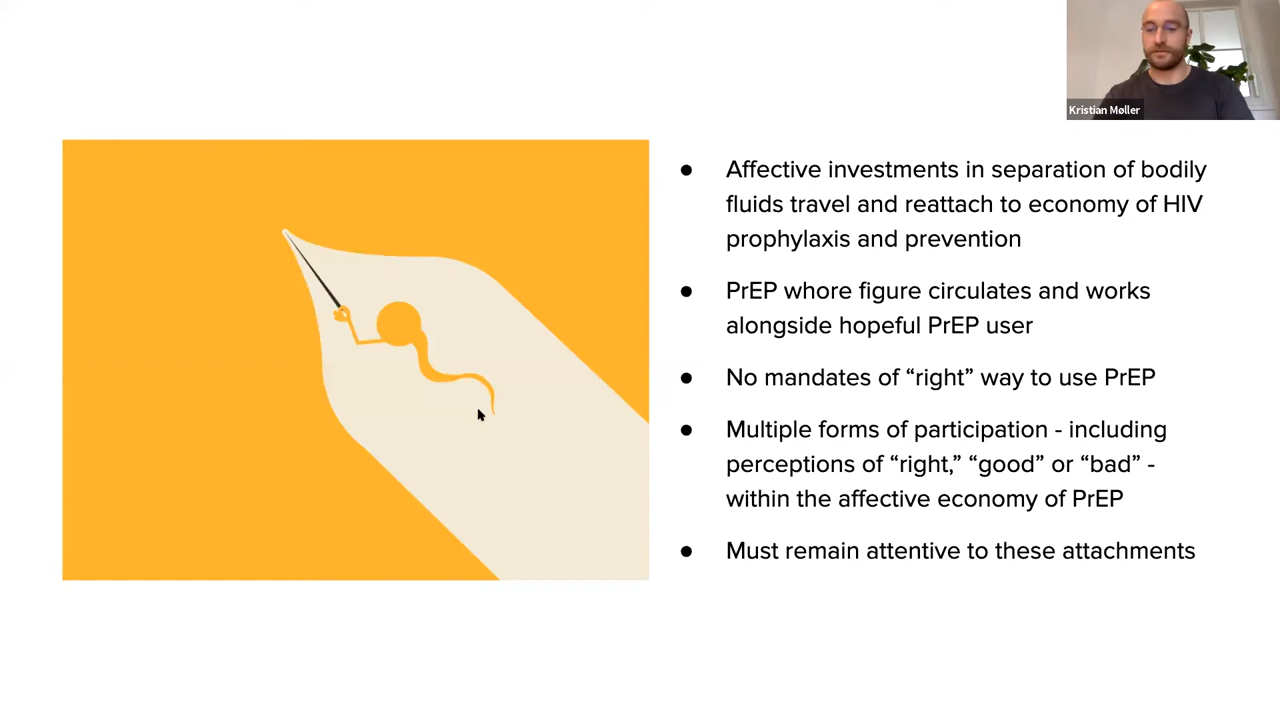 Kristian Møller
● Affective investments in separation of bodily
fluids travel and reattach to economy of HIV
prophylaxis and prevention
● PrEP whore figure circulates and works
alongside hopeful PrEP user
● No mandates of “right” way to use PrEP
● Multiple forms of participation - including
perceptions of “right,” “good” or “bad” -
within the affective economy of PrEP
● Must remain attentive to these attachments